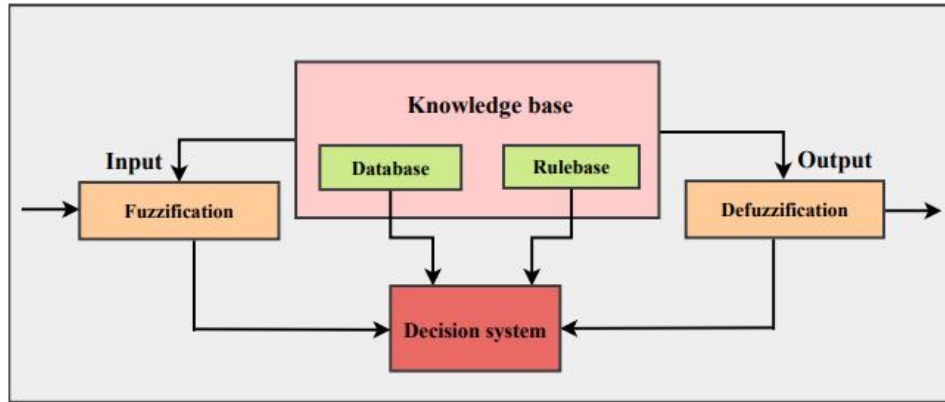 Knowledge base
Input
Database
Rulebase
Output
Fuzzification
Defuzzification
Decision system